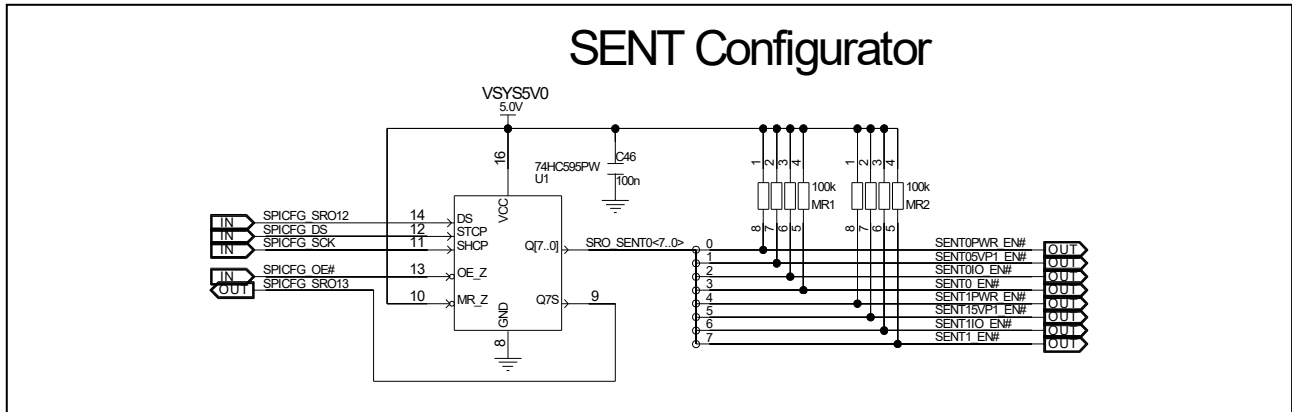 SENT Configurator
VSYS5V0
5.0V
16
74HC595PW
U1
C46
100n
1 2 3 4
100k
MR1
8 7 6 5
1 2 3 4
100k
MR2
8 7 6 5
IN SPICFG_SRO12 14 DS
IN SPICFG_DS 12 STCP
IN SPICFG_SCK 11 SHCP
IN SPICFG_OE# 13 OE_Z
OUT SPICFG_SRO13
10 MR_Z
VCC
Q[7..0] SRO_SENT0<7..0>
Q7S 9
GND
8
0 SENT0PWR_EN# OUT
1 SENT05VP1_EN# OUT
2 SENT0IO_EN# OUT
3 SENT0_EN# OUT
4 SENT1PWR_EN# OUT
5 SENT15VP1_EN# OUT
6 SENT1IO_EN# OUT
7 SENT1_EN# OUT